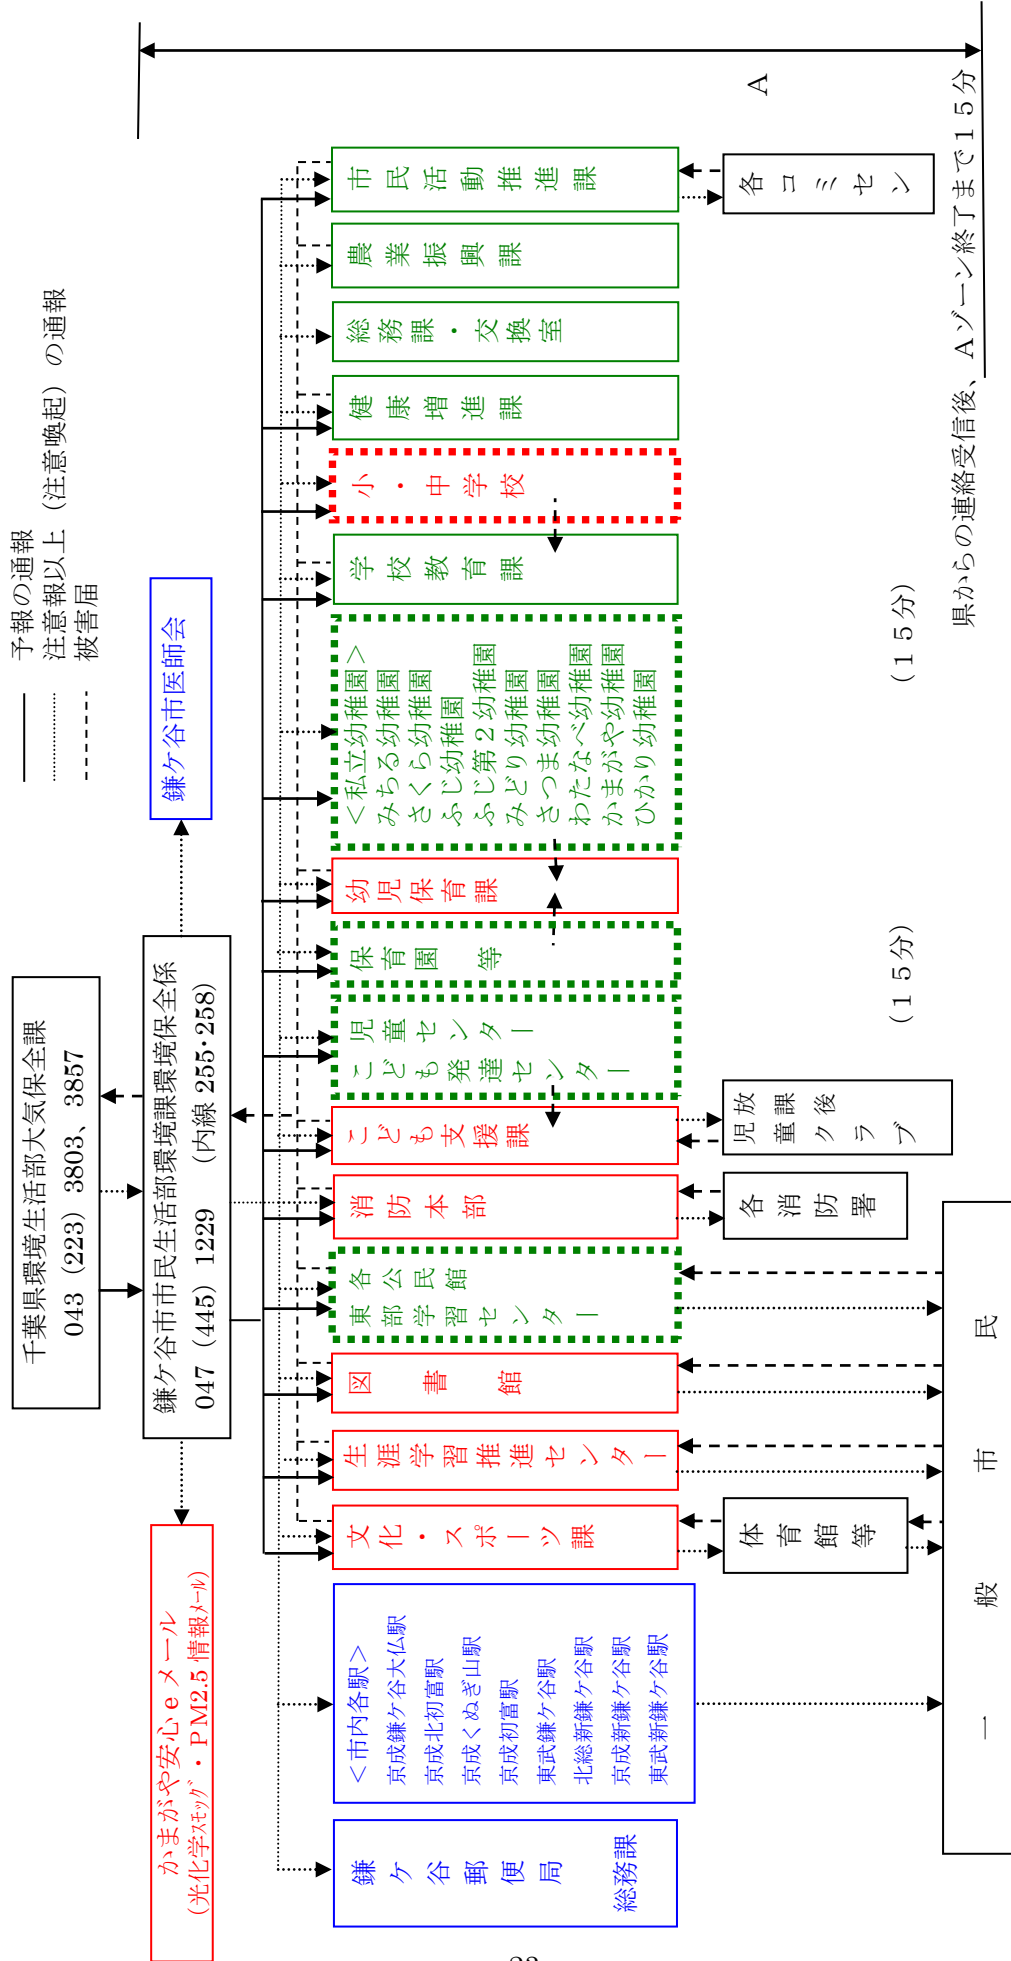 予報の通報
注意報以上（注意喚起）の通報
被害届
千葉県環境生活部大気保全課
043（223）3803、3857
鎌ケ谷市市民生活部環境課環境保全係
047（445）1229　（内線 255・258）
かまがや安心 e メール
（光化学ｽﾓｯｸﾞ・PM2.5 情報ﾒｰﾙ）
鎌ケ谷市医師会
鎌ケ谷郵便局
総務課
＜市内各駅＞
京成鎌ケ谷大仏駅
京成北初富駅
京成くぬぎ山駅
京成初富駅
東武鎌ケ谷駅
北総新鎌ケ谷駅
京成新鎌ケ谷駅
東武新鎌ケ谷駅
文化・スポーツ課
生涯学習推進センター
図書館
各公民館
東部学習センター
消防本部
こども支援課
児童センター
こども発達センター
保育園　等
幼児保育課
＜私立幼稚園＞
みちる幼稚園
さくら幼稚園
ふじ幼稚園
ふじ第２幼稚園
みどり幼稚園
さつま幼稚園
わたなべ幼稚園
かまがや幼稚園
ひかり幼稚園
学校教育課
小・中学校
健康増進課
総務課・交換室
農業振興課
市民活動推進課
体育館等
各消防署
放課後
児童クラブ
各コミセン
一般市民
（１５分）
（１５分）
A
県からの連絡受信後、Aゾーン終了まで１５分